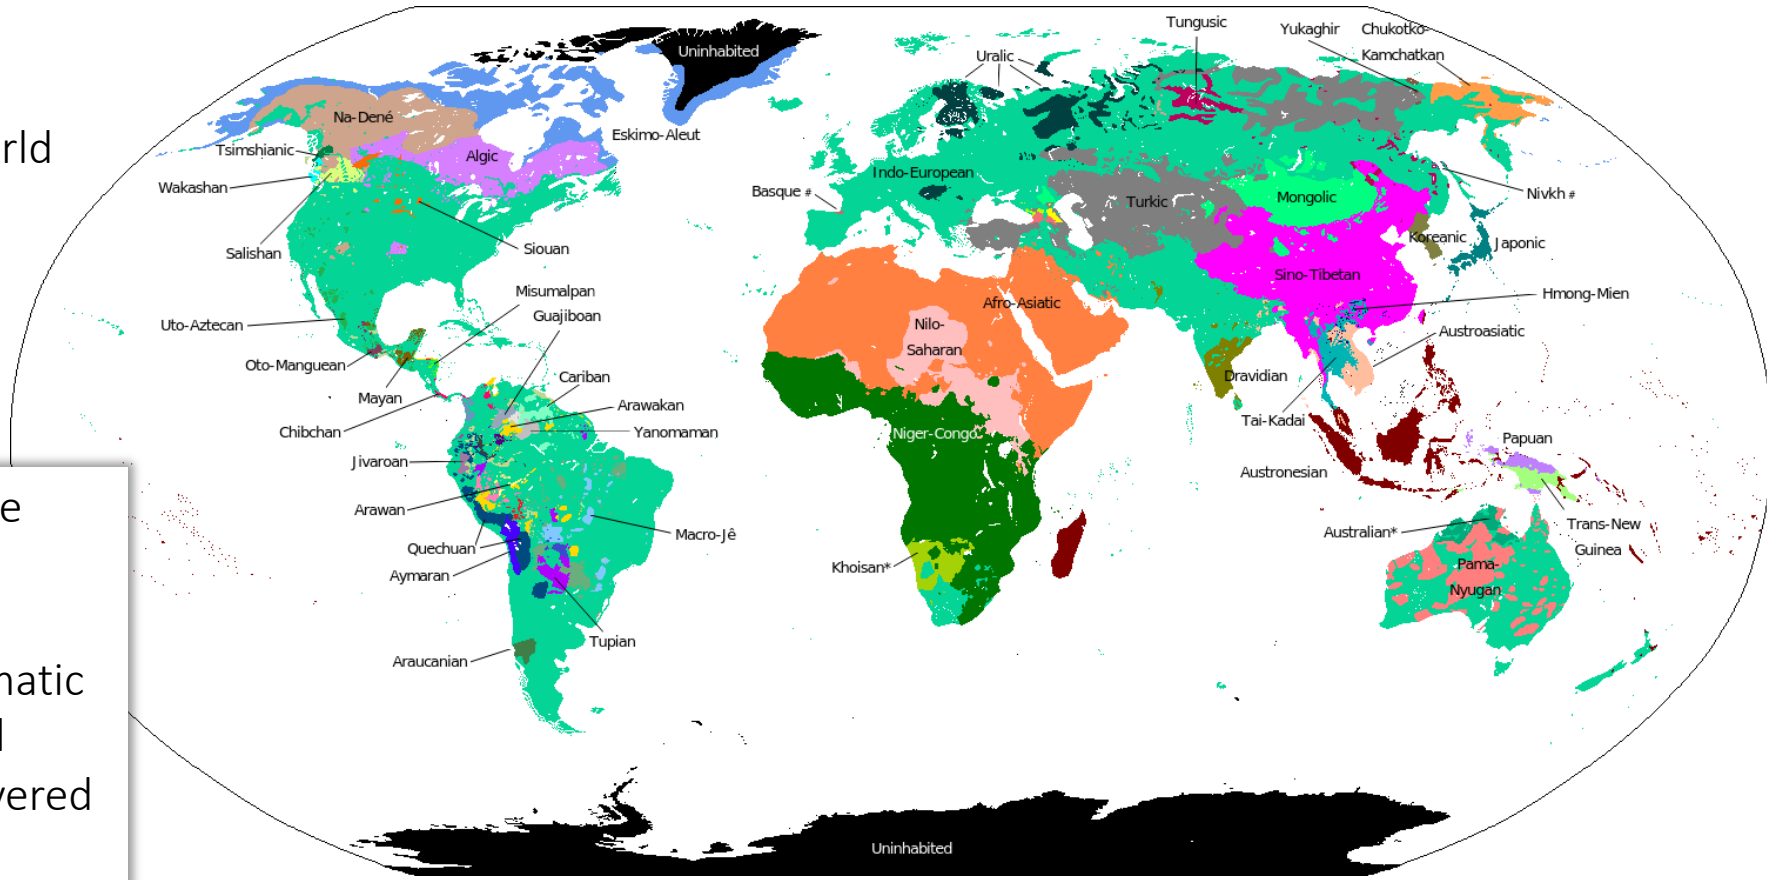 rld
e
natic
l
vered
Uninhabited
Na-Dené
Tsimshianic
Eskimo-Aleut
Algic
Wakashan
Salishan
Siouan
Misumalpan
Guajiboan
Uto-Aztecan
Oto-Manguean
Mayan
Cariban
Arawakan
Chibchan
Yanomaman
Jivaroan
Arawan
Macro-Jê
Quechuan
Aymaran
Tupian
Araucanian
Tungusic
Yukaghir
Chukotko-
Kamchatkan
Uralic
Indo-European
Basque #
Turkic
Mongolic
Nivkh #
Koreanic
Japonic
Sino-Tibetan
Hmong-Mien
Afro-Asiatic
Nilo-
Saharan
Austroasiatic
Dravidian
Tai-Kadai
Niger-Congo
Papuan
Austronesian
Australian*
Trans-New
Guinea
Khoisan*
Pama-
Nyugan
Uninhabited